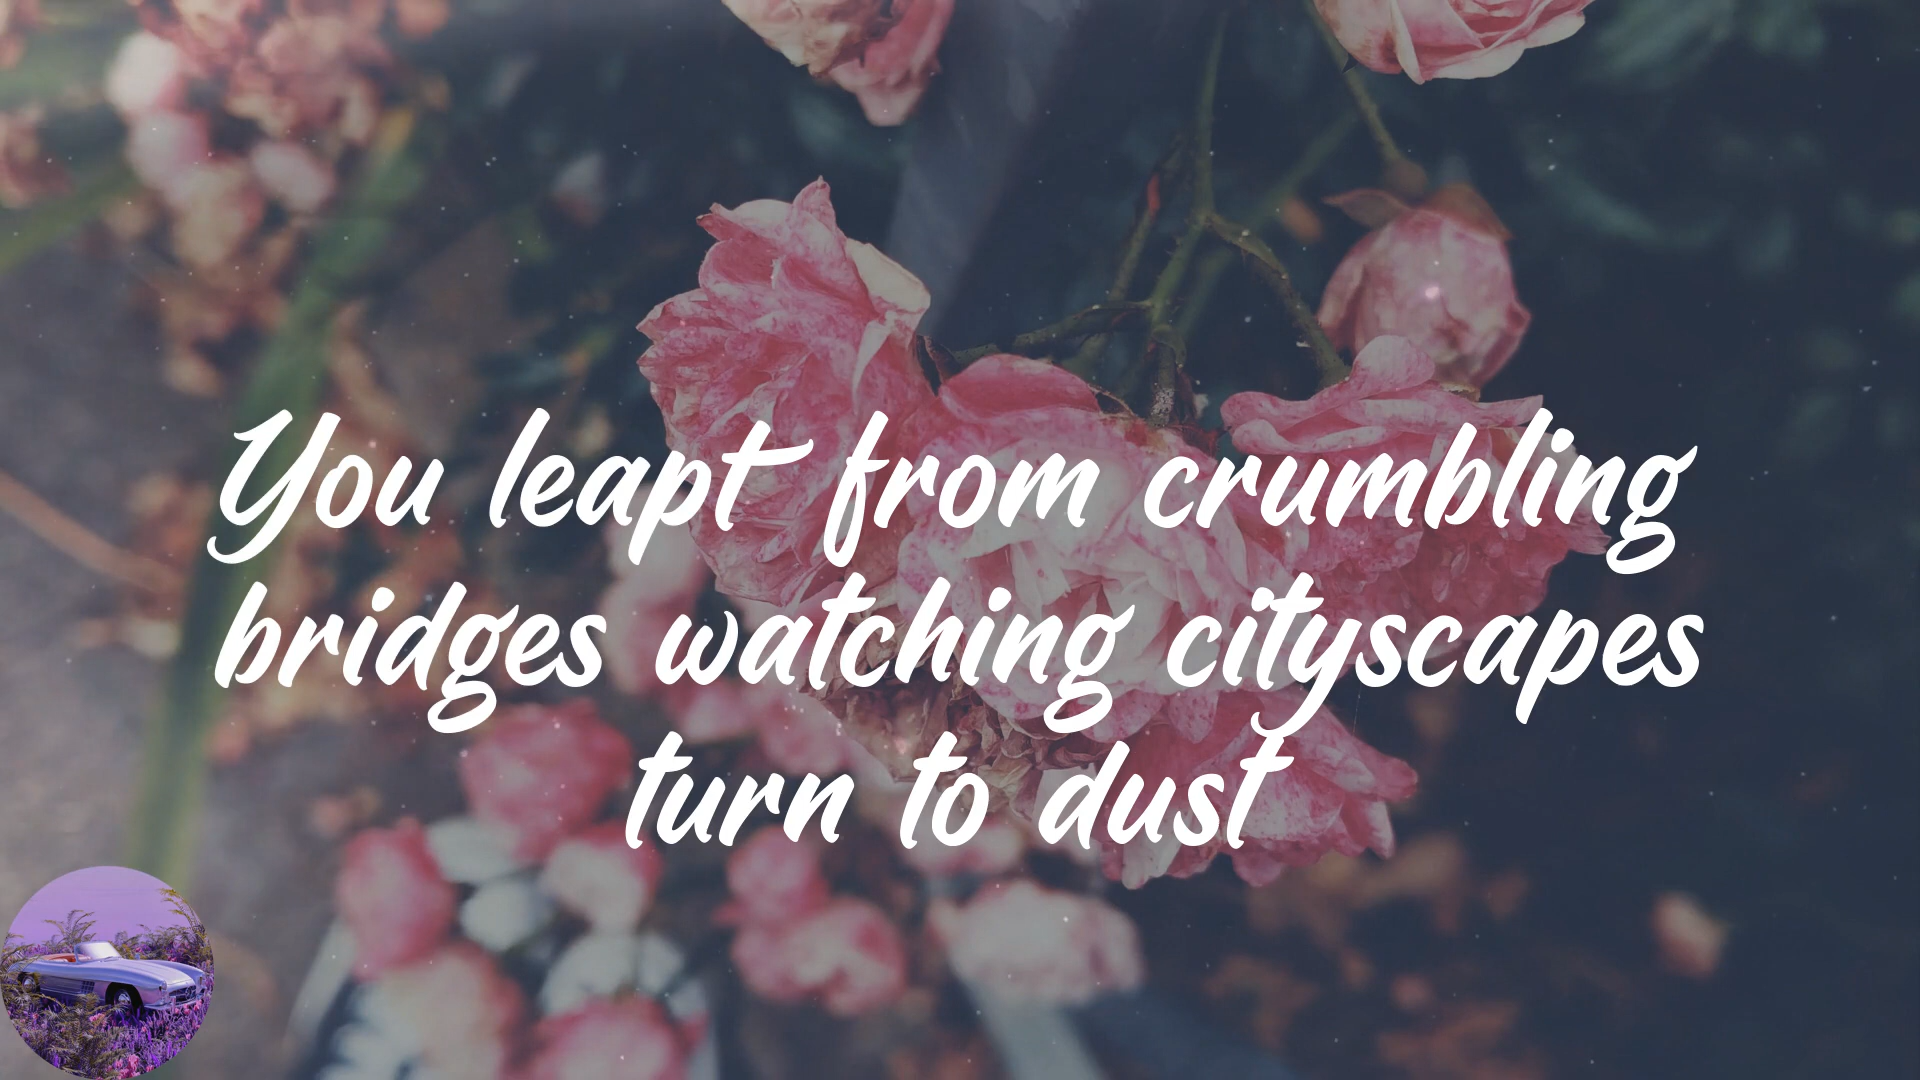 You leapt from crumbling
bridges watching cityscapes
turn to dust